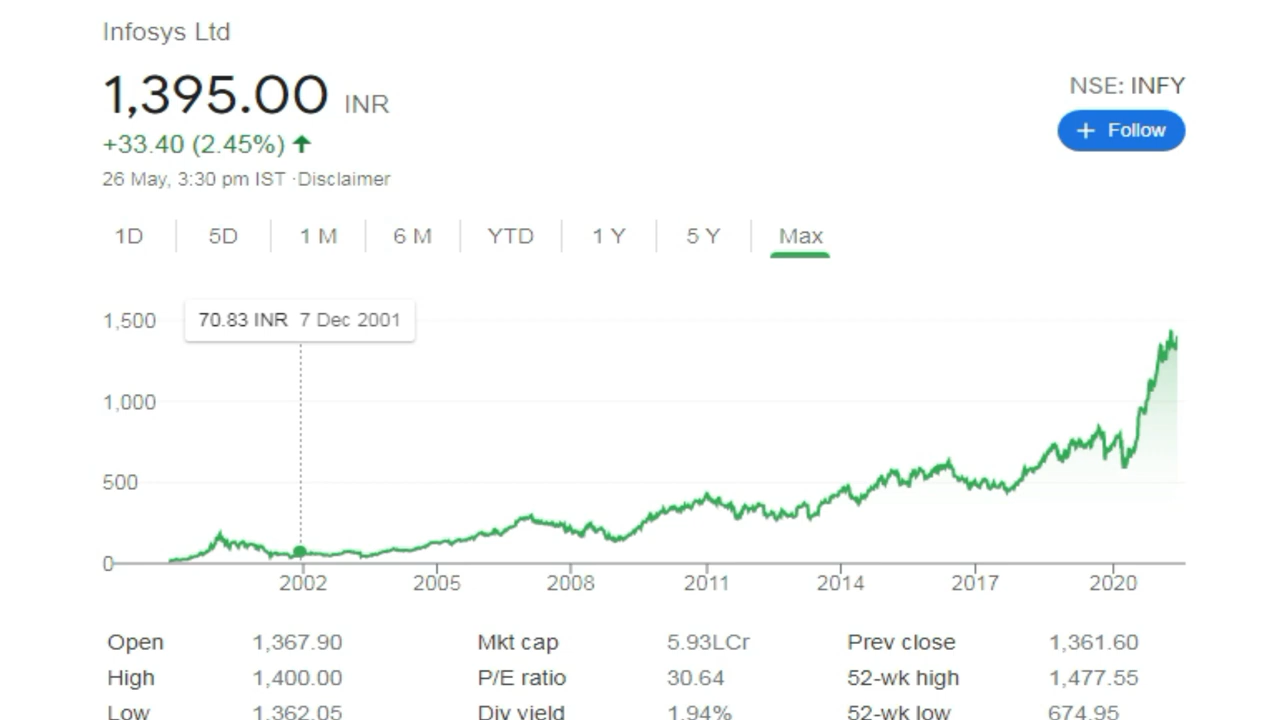 Infosys Ltd
1,395.00 INR
NSE: INFY
+33.40 (2.45%)
+ Follow
26 May, 3:30 pm IST ·Disclaimer
1D 5D 1 M 6 M YTD 1 Y 5 Y Max
70.83 INR 7 Dec 2001
1,500
1,000
500
0
2002 2005 2008 2011 2014 2017 2020
Open 1,367.90 Mkt cap 5.93LCr Prev close 1,361.60
High 1,400.00 P/E ratio 30.64 52-wk high 1,477.55
Low 1,362.05 Div yield 1.94% 52-wk low 674.95